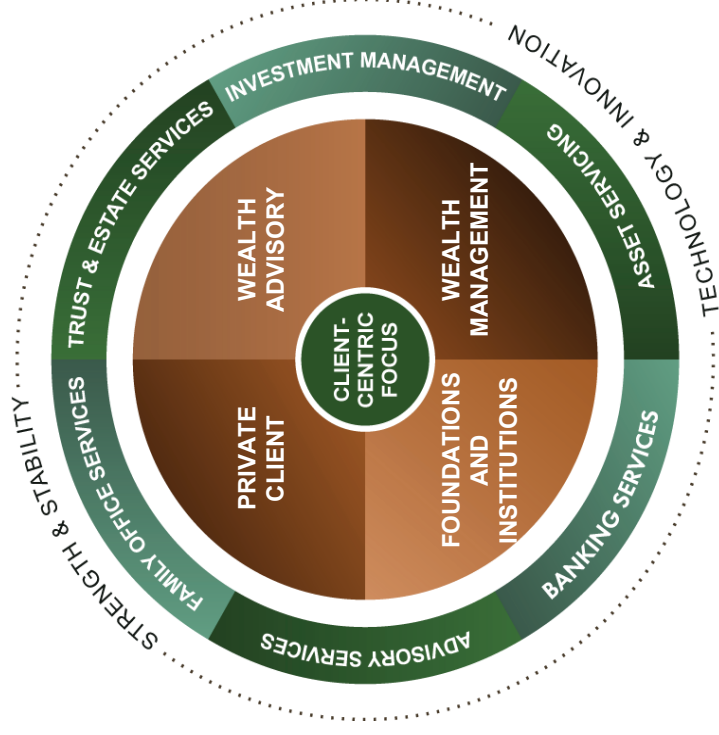 STRENGTH & STABILITY
TECHNOLOGY & INNOVATION
TRUST & ESTATE SERVICES
INVESTMENT MANAGEMENT
ASSET SERVICING
BANKING SERVICES
ADVISORY SERVICES
FAMILY OFFICE SERVICES
PRIVATE
CLIENT
WEALTH
ADVISORY
FOUNDATIONS
AND
INSTITUTIONS
WEALTH
MANAGEMENT
CLIENT-
CENTRIC
FOCUS